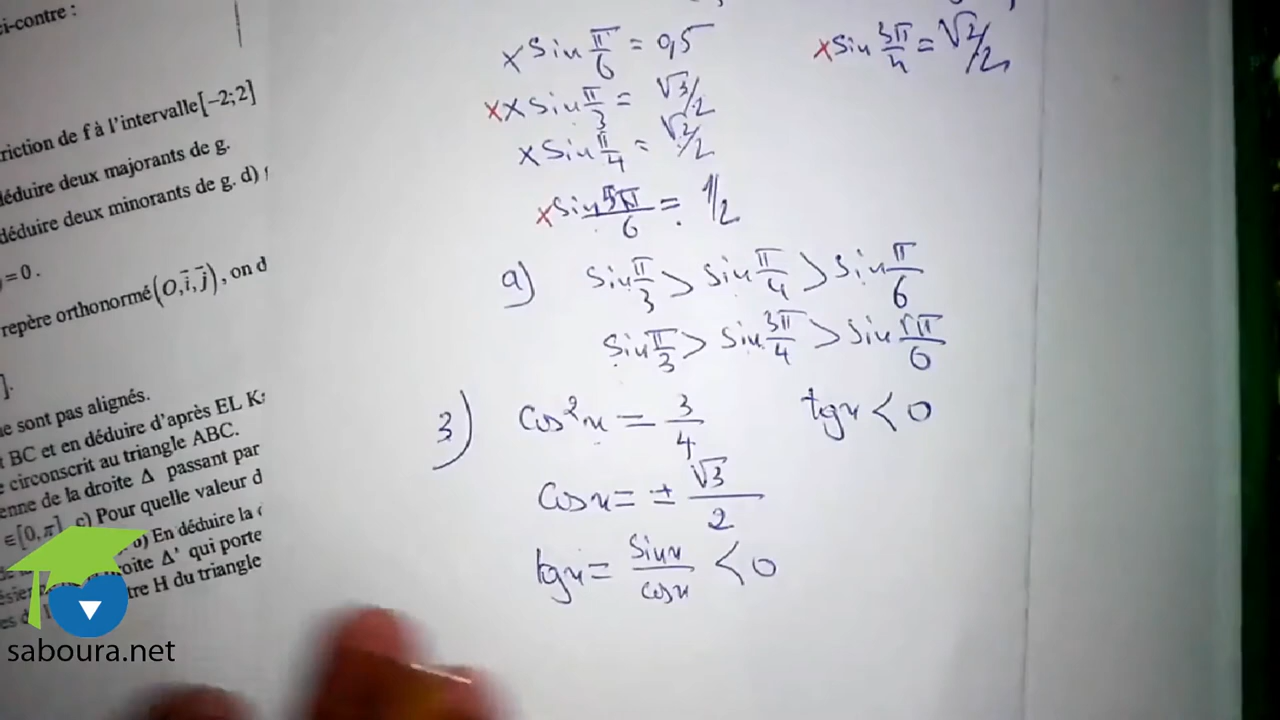 ci-contre :
riction de f à l'intervalle [-2;2]
déduire deux majorants de g.
déduire deux minorants de g. d)
=0.
repère orthonormé (O,i⃗,j⃗), on d
].
ne sont pas alignés.
t BC et en déduire d'après EL
e circonscrit au triangle ABC.
enne de la droite Δ passant par
∈[0,π] c) Pour quelle valeur d
b) En déduire la
droite Δ' qui porte
tre H du triangle
x sin π/6 = 0,5
x sin 3π/4 = √2/2
x x sin π/3 = √3/2
x sin π/4 = √2/2
x sin 5π/6 = 1/2
a) sin π/3 > sin π/4 > sin π/6
sin π/3 > sin 3π/4 > sin 5π/6
3) cos²x = 3/4 tgx < 0
cosx = ± √3/2
tgx = sinx/cosx < 0
saboura.net